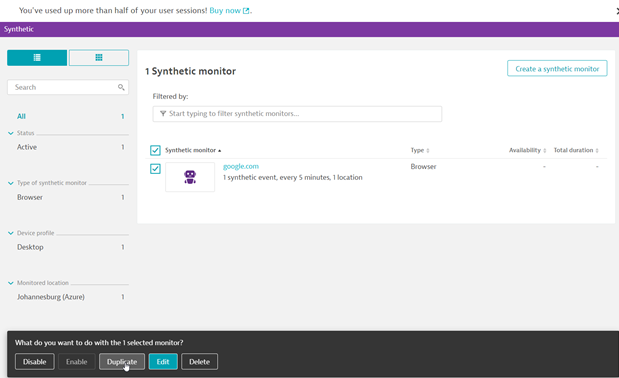 You've used up more than half of your user sessions! Buy now
Synthetic
Search
All 1
Status
Active 1
Type of synthetic monitor
Browser 1
Device profile
Desktop 1
Monitored location
Johannesburg (Azure) 1
1 Synthetic monitor
Create a synthetic monitor
Filtered by:
Start typing to filter synthetic monitors...
Synthetic monitor Type Availability Total duration
google.com Browser - -
1 synthetic event, every 5 minutes, 1 location
What do you want to do with the 1 selected monitor?
Disable Enable Duplicate Edit Delete